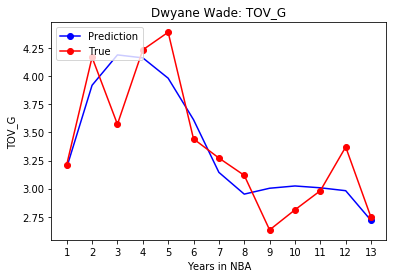 Dwyane Wade: TOV_G
Prediction
True
4.25
4.00
3.75
3.50
3.25
3.00
2.75
TOV_G
1 2 3 4 5 6 7 8 9 10 11 12 13
Years in NBA